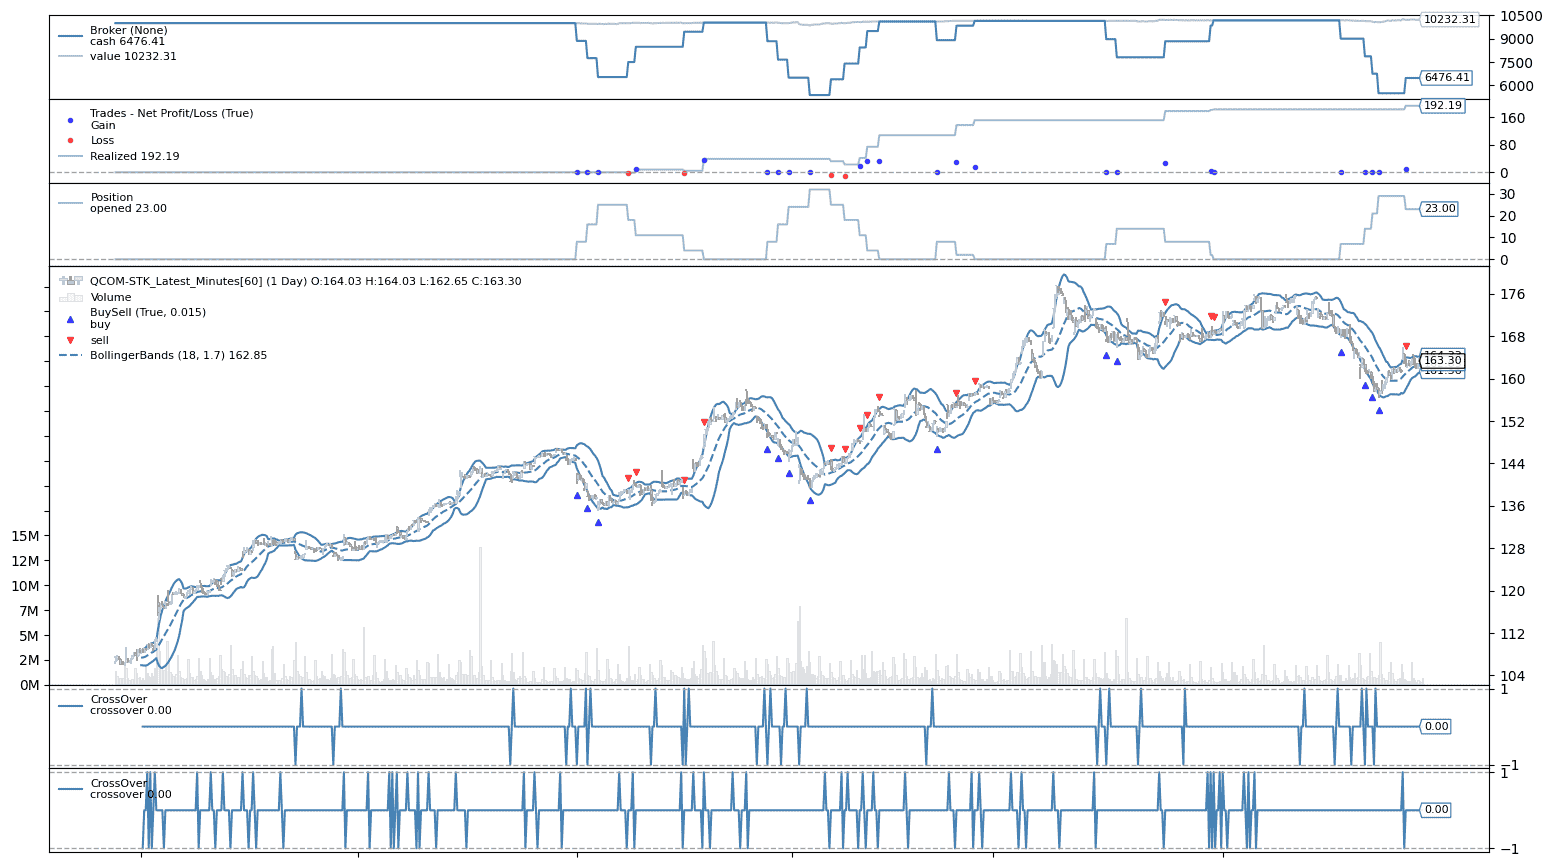 Broker (None)
cash 6476.41
value 10232.31
10500
9000
7500
6000
10232.31
6476.41
Trades - Net Profit/Loss (True)
Gain
Loss
Realized 192.19
160
80
0
192.19
Position
opened 23.00
30
20
10
0
23.00
QCOM-STK_Latest_Minutes[60] (1 Day) O:164.03 H:164.03 L:162.65 C:163.30
Volume
BuySell (True, 0.015)
buy
sell
BollingerBands (18, 1.7) 162.85
176
168
160
152
144
136
128
120
112
104
163.30
15M
12M
10M
7M
5M
2M
0M
CrossOver
crossover 0.00
1
0.00
−1
CrossOver
crossover 0.00
1
0.00
−1